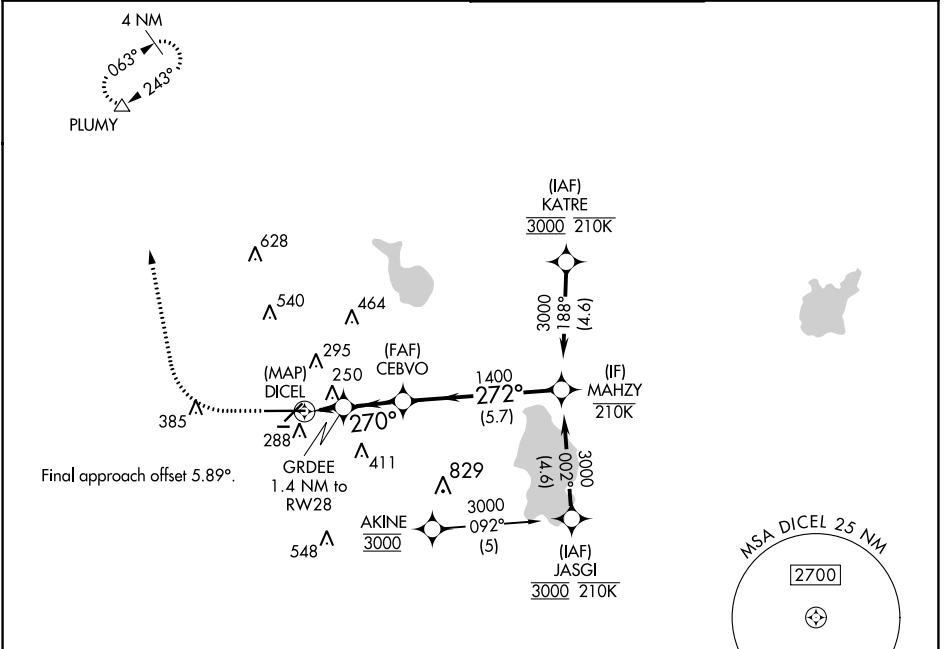 4 NM
063°
243°
PLUMY
(IAF)
KATRE
3000 210K
628
540
464
3000
188°
(4.6)
295
(FAF)
CEBVO
(MAP)
DICEL
250
1400
272°
(5.7)
(IF)
MAHZY
210K
385
288
270°
411
GRDEE
1.4 NM to
RW28
Final approach offset 5.89°.
829
3000
002°
(4.6)
AKINE
3000
3000
092°
(5)
548
(IAF)
JASGI
3000 210K
MSA DICEL 25 NM
2700